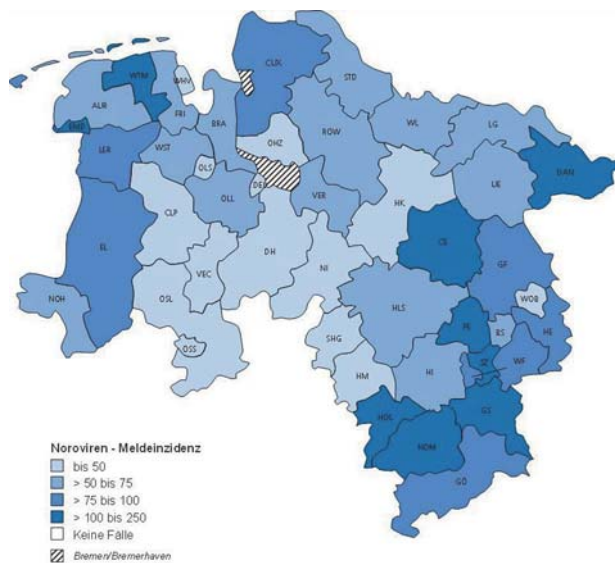 CUX
WTM
WHV
STD
AUR
FRI
BRA
EMD
ROW
WL
LG
OHZ
LER
WST
DAN
OLS
UE
DEL
VER
OLL
HK
CLP
CE
EL
DH
NI
GF
VEC
NOH
OSL
WOB
HLS
PE
BS
HE
SHG
OSS
SZ
WF
HM
HI
HOL
GS
NOM
GÖ
Noroviren - Meldeinzidenz
bis 50
> 50 bis 75
> 75 bis 100
> 100 bis 250
Keine Fälle
Bremen/Bremerhaven